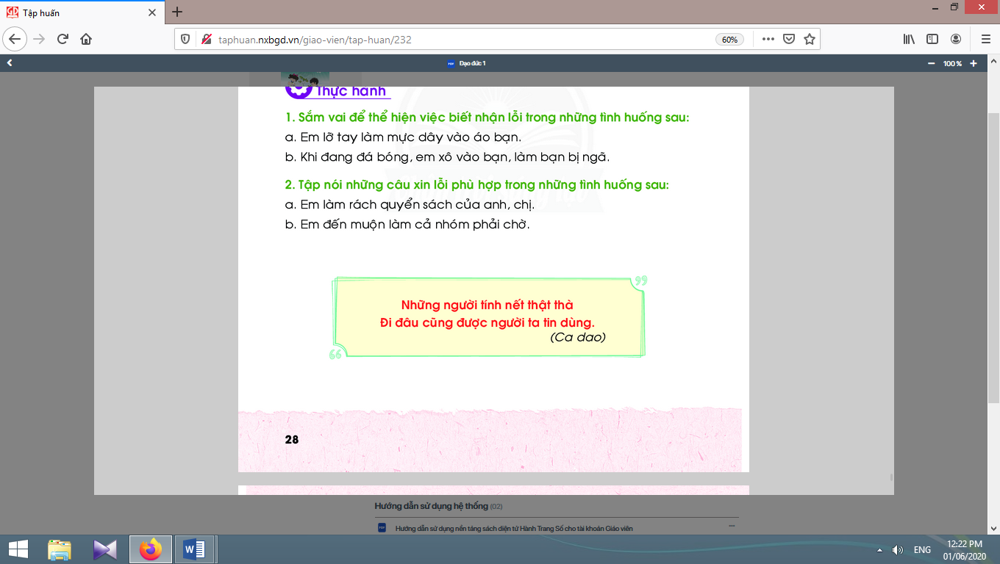 Tập huấn
taphuan.nxbgd.vn/giao-vien/tap-huan/232
60%
Đạo đức 1
100%
Thực hành
1. Sắm vai để thể hiện việc biết nhận lỗi trong những tình huống sau:
a. Em lỡ tay làm mực dây vào áo bạn.
b. Khi đang đá bóng, em xô vào bạn, làm bạn bị ngã.
2. Tập nói những câu xin lỗi phù hợp trong những tình huống sau:
a. Em làm rách quyển sách của anh, chị.
b. Em đến muộn làm cả nhóm phải chờ.
Những người tính nết thật thà
Đi đâu cũng được người ta tin dùng.
(Ca dao)
28
Hướng dẫn sử dụng hệ thống (02)
PDF
Hướng dẫn sử dụng nền tảng sách điện tử Hành Trang Số cho tài khoản Giáo viên
ENG
12:22 PM
01/06/2020